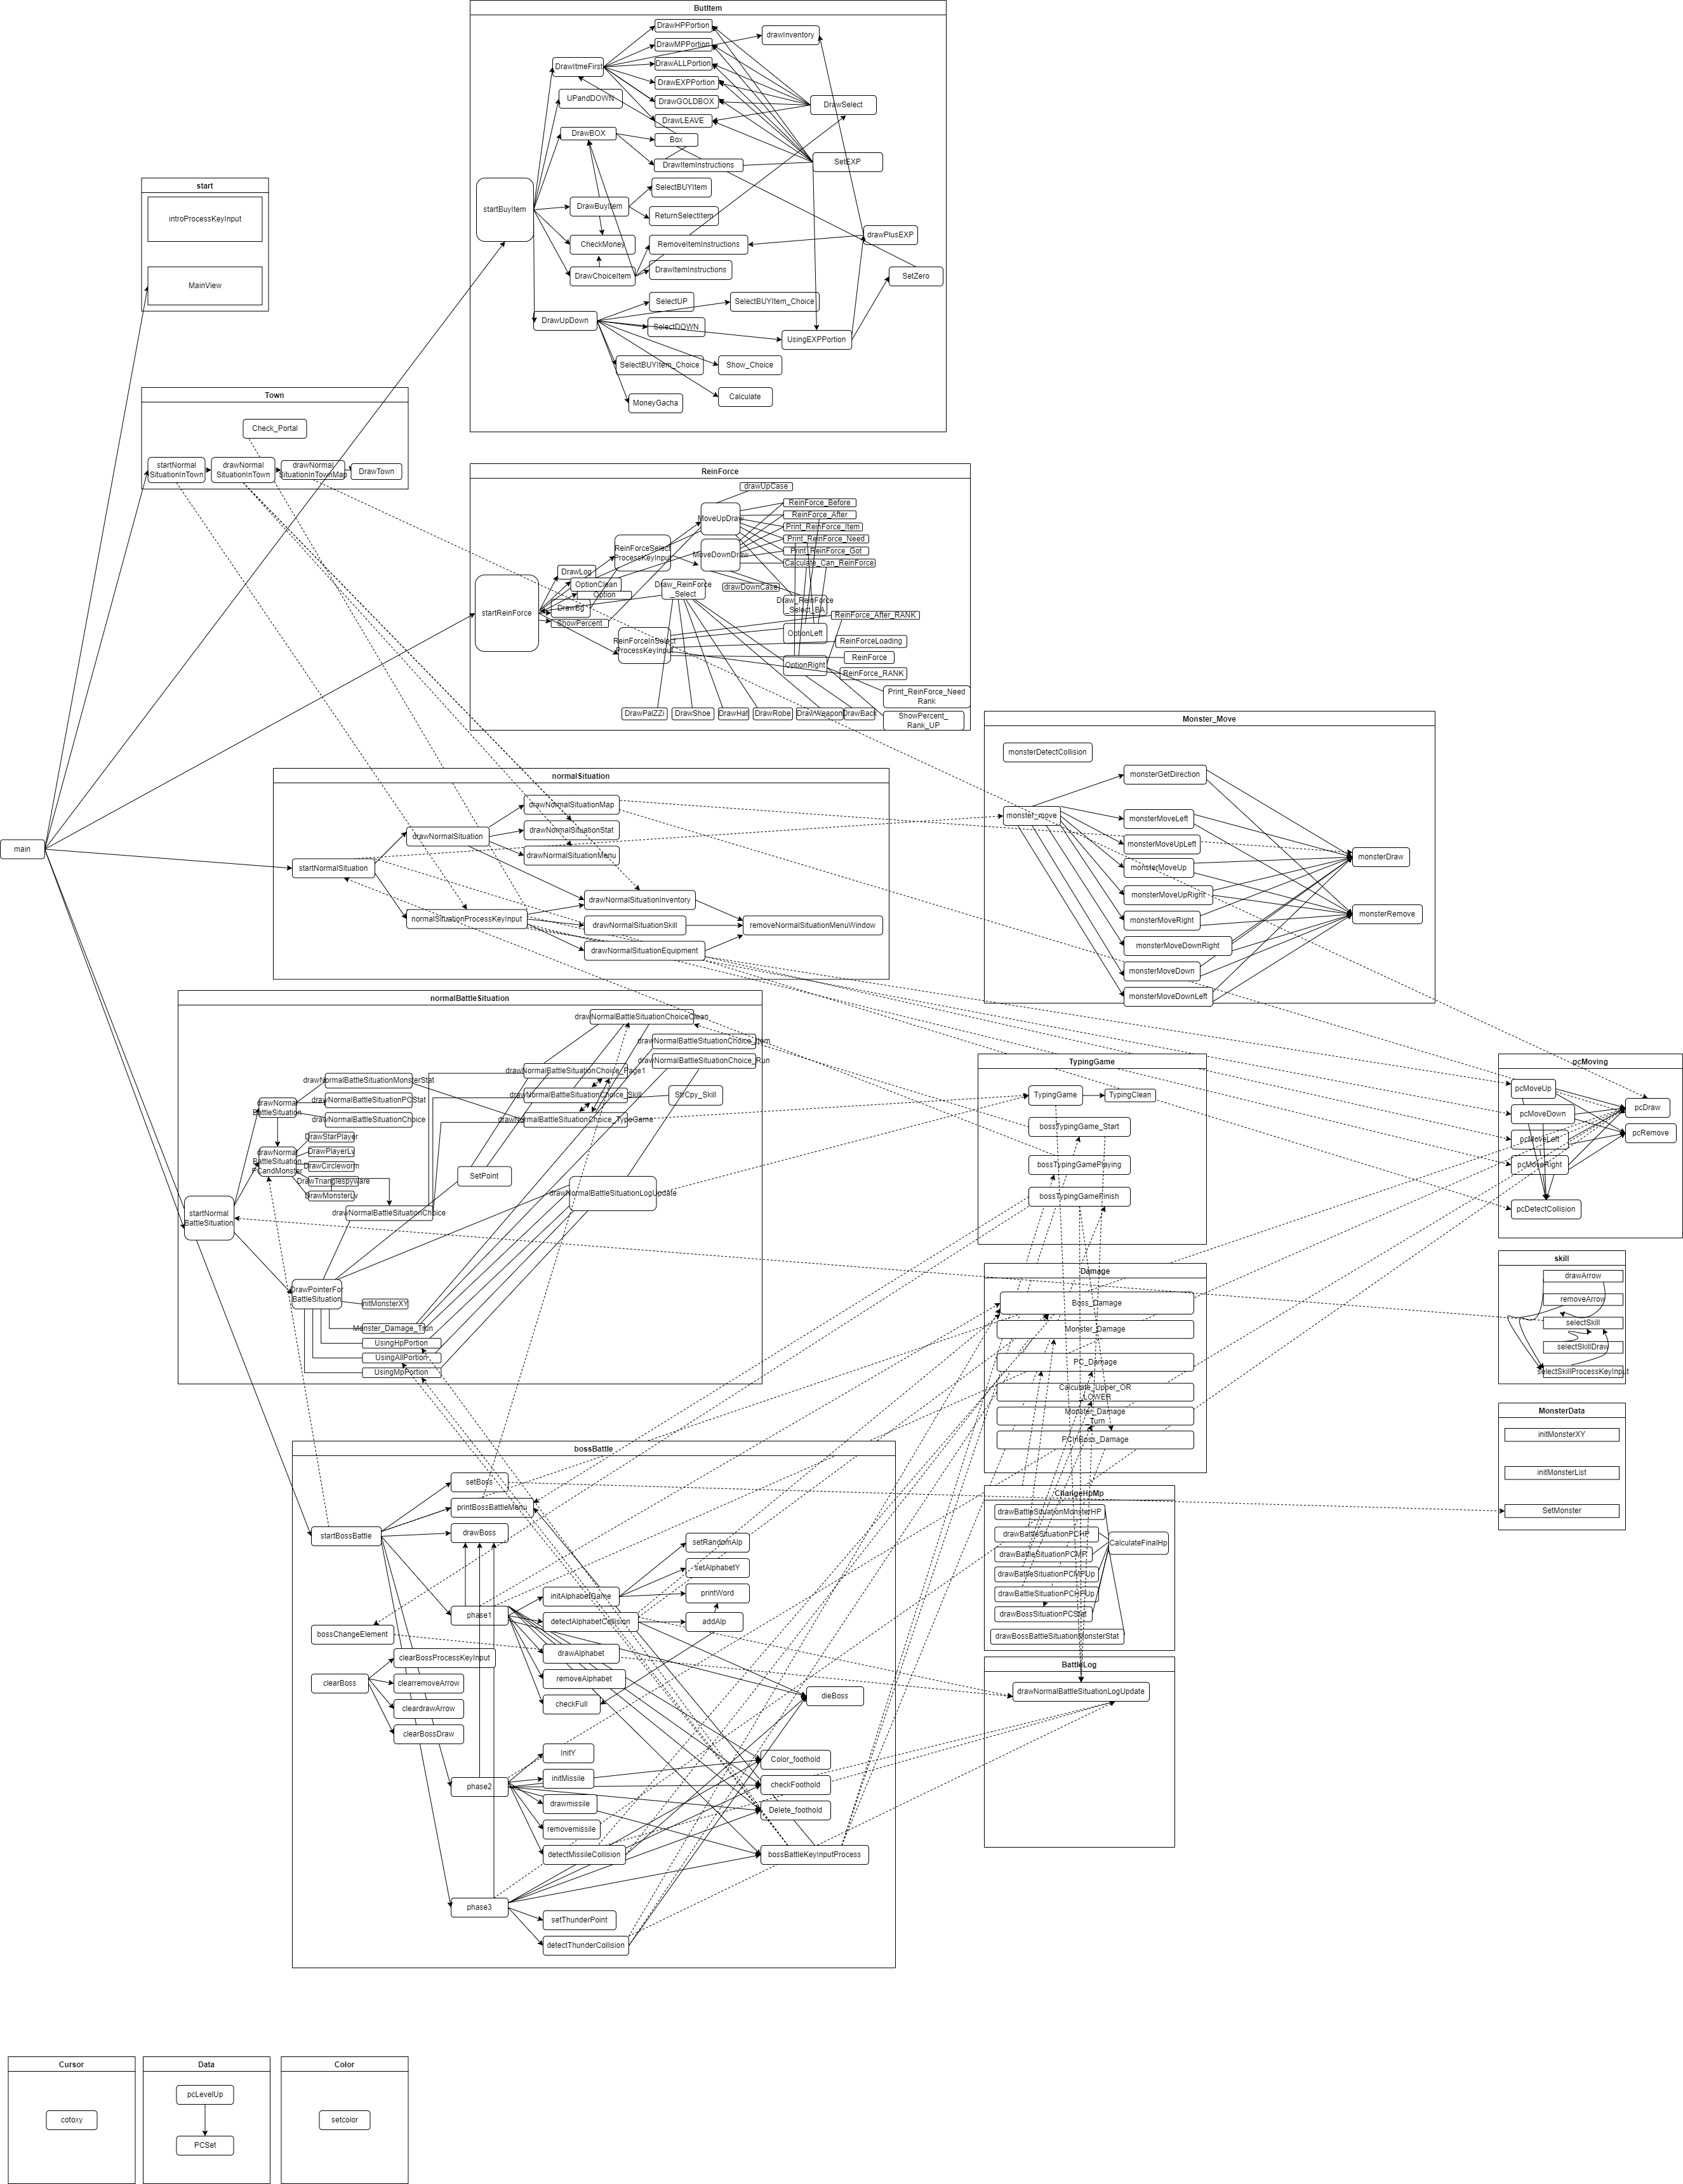 ButItem
DrawHPPortion
DrawMPPortion
DrawALLPortion
DrawEXPPortion
DrawGOLDBOX
DrawLEAVE
drawInventory
DrawItmeFirst
UPandDOWN
DrawSelect
DrawBOX
Box
DrawItemInstructions
SetEXP
startBuyItem
DrawBuyItem
SelectBUYItem
ReturnSelectItem
CheckMoney
RemoveItemInstructions
drawPlusEXP
DrawChoiceItem
DrawItemInstructions
SetZero
SelectUP
SelectBUYItem_Choice
DrawUpDown
SelectDOWN
UsingEXPPortion
SelectBUYItem_Choice
Show_Choice
MoneyGacha
Calculate
start
introProcessKeyInput
MainView
Town
Check_Portal
startNormal
SituationInTown
drawNormal
SituationInTown
drawNormal
SituationInTownMap
DrawTown
ReinForce
drawUpCase
MoveUpDraw
ReinForce_Before
ReinForce_After
Print_ReinForce_Item
Print_ReinForce_Need
Print_ReinForce_Got
Calculate_Can_ReinForce
ReinForceSelect
ProcessKeyInput
MoveDownDraw
DrawLog
OptionClean
Option
DrawBg
ShowPercent
startReinForce
Draw_ReinForce
_Select
drawDownCase
Draw_ReinForce
_Select_BA
ReinForce_After_RANK
OptionLeft
ReinForceInSelect
ProcessKeyInput
ReinForceLoading
OptionRight
ReinForce
ReinForce_RANK
Print_ReinForce_Need
Rank
DrawPalZZi
DrawShoe
DrawHat
DrawRobe
DrawWeapon
DrawBack
ShowPercent_
Rank_UP
main
normalSituation
drawNormalSituationMap
drawNormalSituation
drawNormalSituationStat
drawNormalSituationMenu
startNormalSituation
drawNormalSituationInventory
normalSituationProcessKeyInput
drawNormalSituationSkill
removeNormalSituationMenuWindow
drawNormalSituationEquipment
Monster_Move
monsterDetectCollision
monsterGetDirection
monster_move
monsterMoveLeft
monsterMoveUpLeft
monsterMoveUp
monsterMoveUpRight
monsterMoveRight
monsterMoveDownRight
monsterMoveDown
monsterMoveDownLeft
monsterDraw
monsterRemove
normalBattleSituation
drawNormalBattleSituationChoiceClean
drawNormalBattleSituationChoice_Item
drawNormalBattleSituationChoice_Run
drawNormalBattleSituationChoice_Page1
drawNormalBattleSituationMonsterStat
drawNormalBattleSituationPCStat
drawNormalBattleSituationChoice_Skill
StrCpy_Skill
drawNormal
BattleSituation
drawNormalBattleSituationChoice
drawNormalBattleSituationChoice_TypeGame
DrawStarPlayer
drawNormal
BattleSituation
PCandMonster
DrawPlayerLv
DrawCircleworm
DrawTrianglespyware
DrawMonsterLv
SetPoint
drawNormalBattleSituationLogUpdate
startNormal
BattleSituation
drawNormalBattleSituationChoice
DrawPointerFor
BattleSituation
initMonsterXY
Monster_Damage_Trun
UsingHpPortion
UsingAllPortion
UsingMpPortion
TypingGame
TypingGame
TypingClean
bossTypingGame_Start
bossTypingGamePlaying
bossTypingGameFinish
pcMoving
pcMoveUp
pcDraw
pcMoveDown
pcMoveLeft
pcRemove
pcMoveRight
pcDetectCollision
Damage
Boss_Damage
Monster_Damage
PC_Damage
Calculate_Upper_OR
_LOWER
Monster_Damage
_Turn
PCInBoss_Damage
skill
drawArrow
removeArrow
selectSkill
selectSkillDraw
selectSkillProcessKeyInput
MonsterData
initMonsterXY
initMonsterList
SetMonster
bossBattle
setBoss
printBossBattleMenu
startBossBattle
drawBoss
setRandomAlp
setAlphabetY
initAlphabetGame
printWord
phase1
detectAlphabetCollision
addAlp
bossChangeElement
drawAlphabet
clearBossProcessKeyInput
removeAlphabet
clearBoss
clearremoveArrow
checkFull
dieBoss
cleardrawArrow
clearBossDraw
InitY
Color_foothold
phase2
initMissile
checkFoothold
drawmissile
Delete_foothold
removemissile
detectMissileCollision
bossBattleKeyInputProcess
phase3
setThunderPoint
detectThunderCollision
ChangeHpMp
drawBattleSituationMonsterHP
drawBattleSituationPCHP
CalculateFinalHp
drawBattleSituationPCMP
drawBattleSituationPCMPUp
drawBattleSituationPCHPUp
drawBossSituationPCStat
drawBossBattleSituationMonsterStat
BattleLog
drawNormalBattleSituationLogUpdate
Cursor
cotoxy
Data
pcLevelUp
PCSet
Color
setcolor